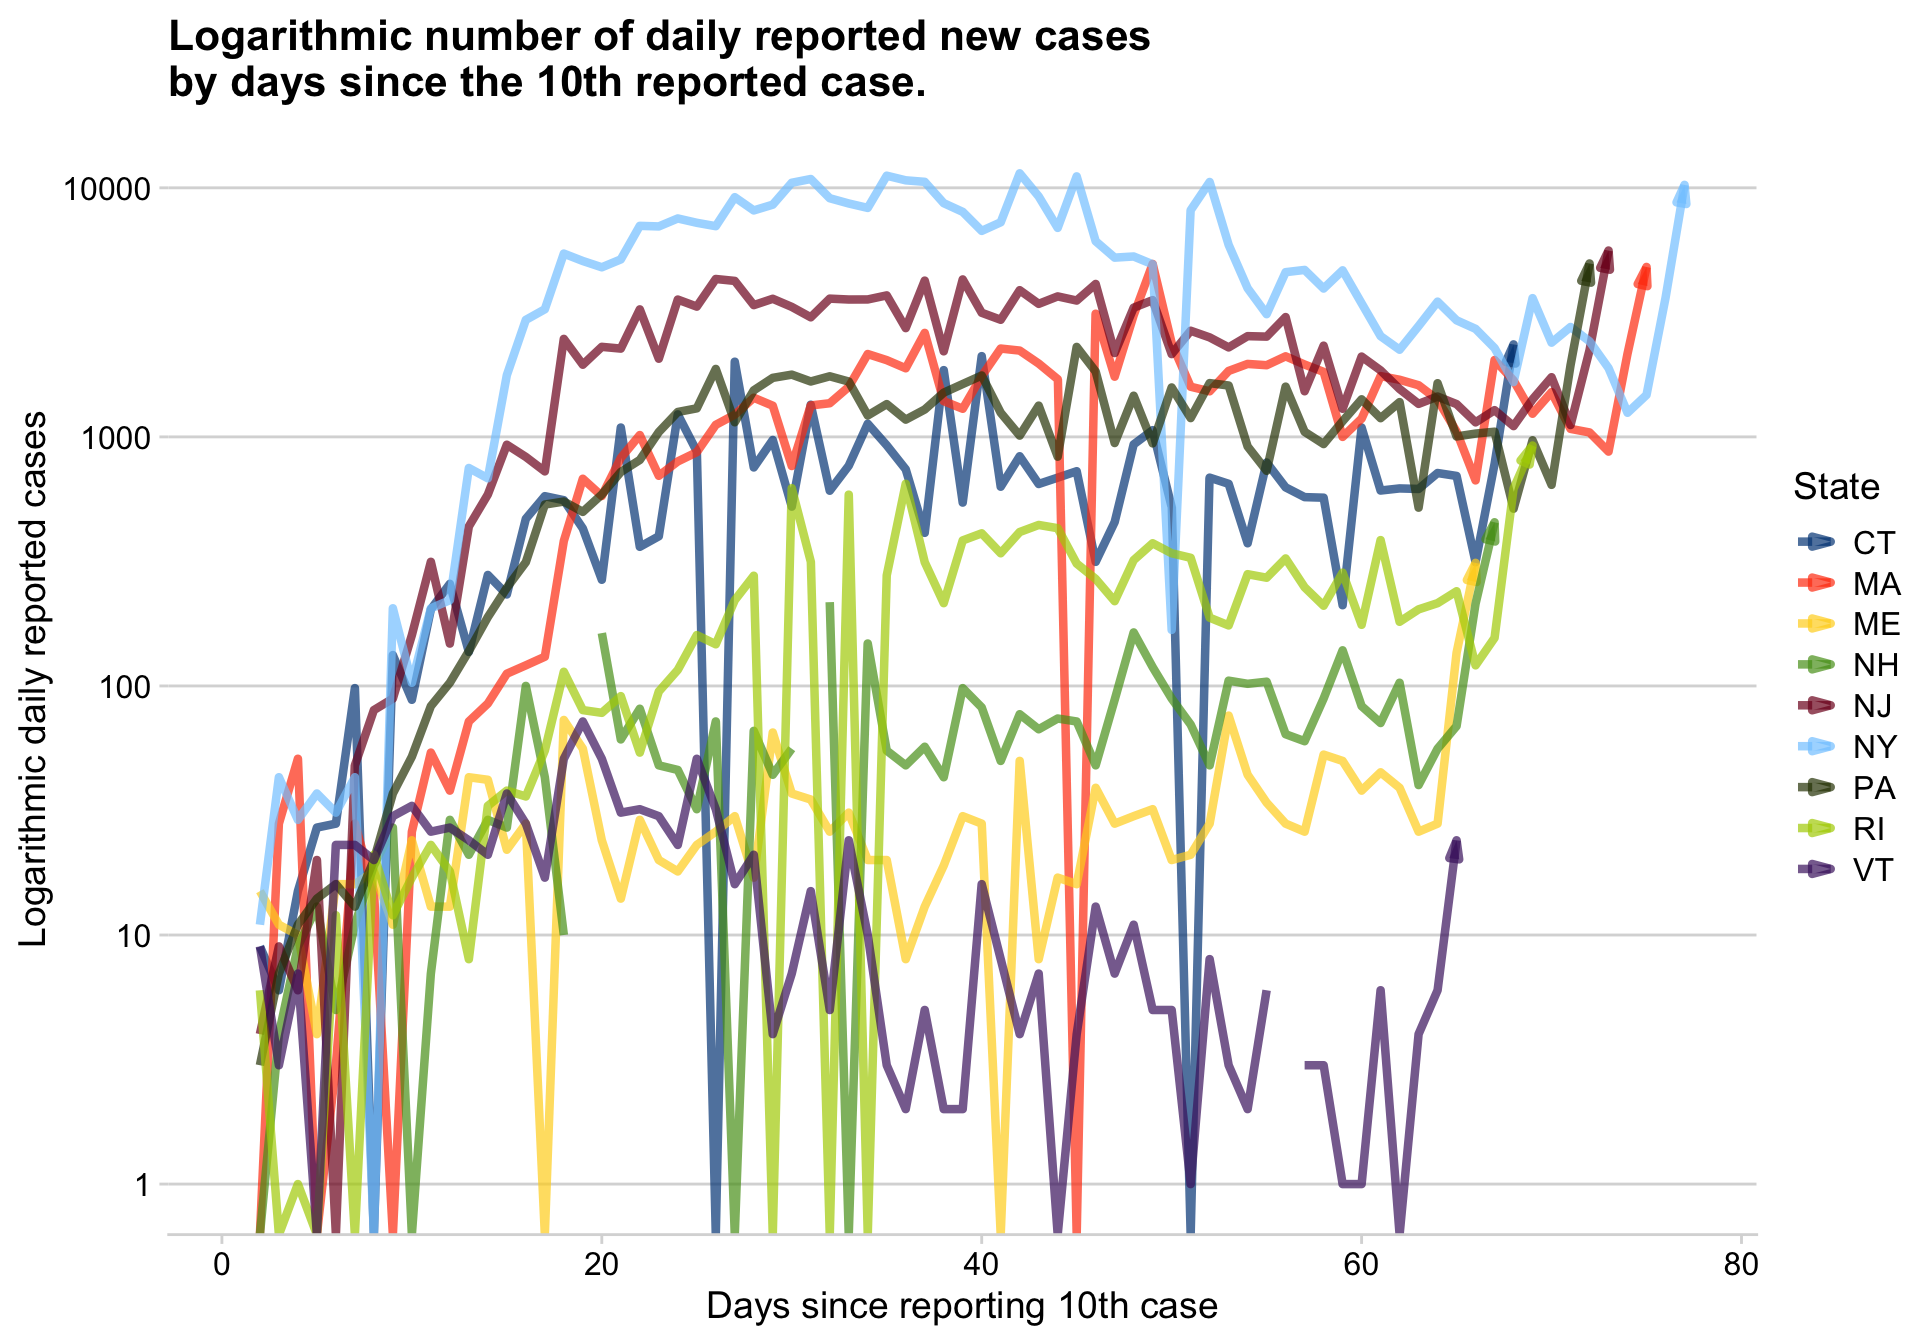 Logarithmic number of daily reported new cases
by days since the 10th reported case.
10000
1000
100
10
1
Logarithmic daily reported cases
0
20
40
60
80
Days since reporting 10th case
State
CT
MA
ME
NH
NJ
NY
PA
RI
VT